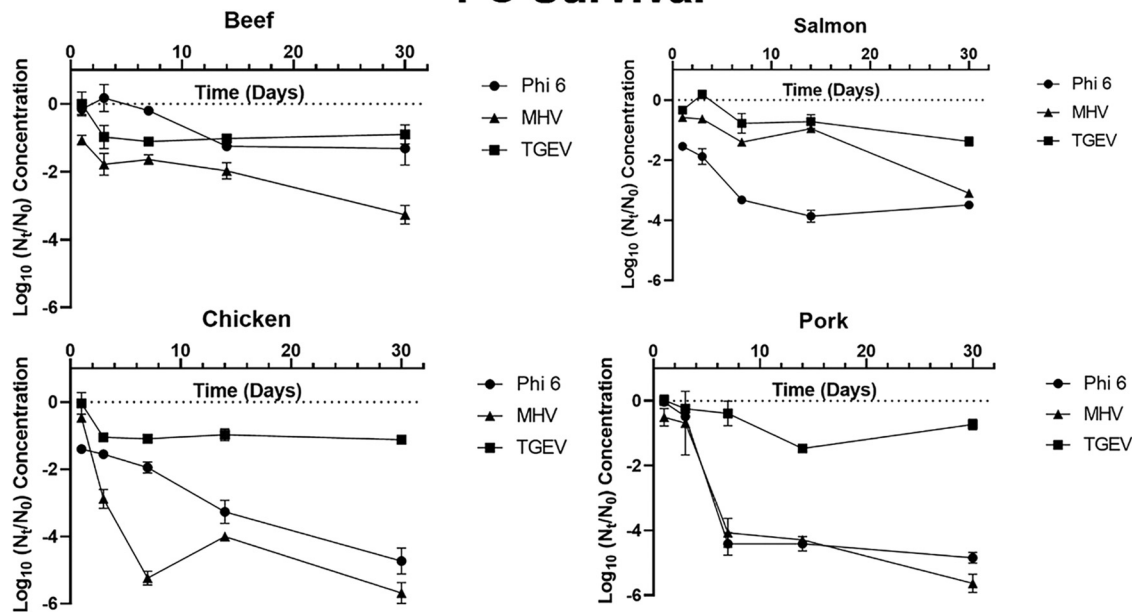 Survival
Beef
0 10 20 30
Time (Days)
Log10 (Nt/N0) Concentration
0
-2
-4
-6
Phi 6
MHV
TGEV
Salmon
0 10 20 30
Time (Days)
Log10 (Nt/N0) Concentration
0
-2
-4
-6
Phi 6
MHV
TGEV
Chicken
0 10 20 30
Time (Days)
Log10 (Nt/N0) Concentration
0
-2
-4
-6
Phi 6
MHV
TGEV
Pork
0 10 20 30
Time (Days)
Log10 (Nt/N0) Concentration
0
-2
-4
-6
Phi 6
MHV
TGEV